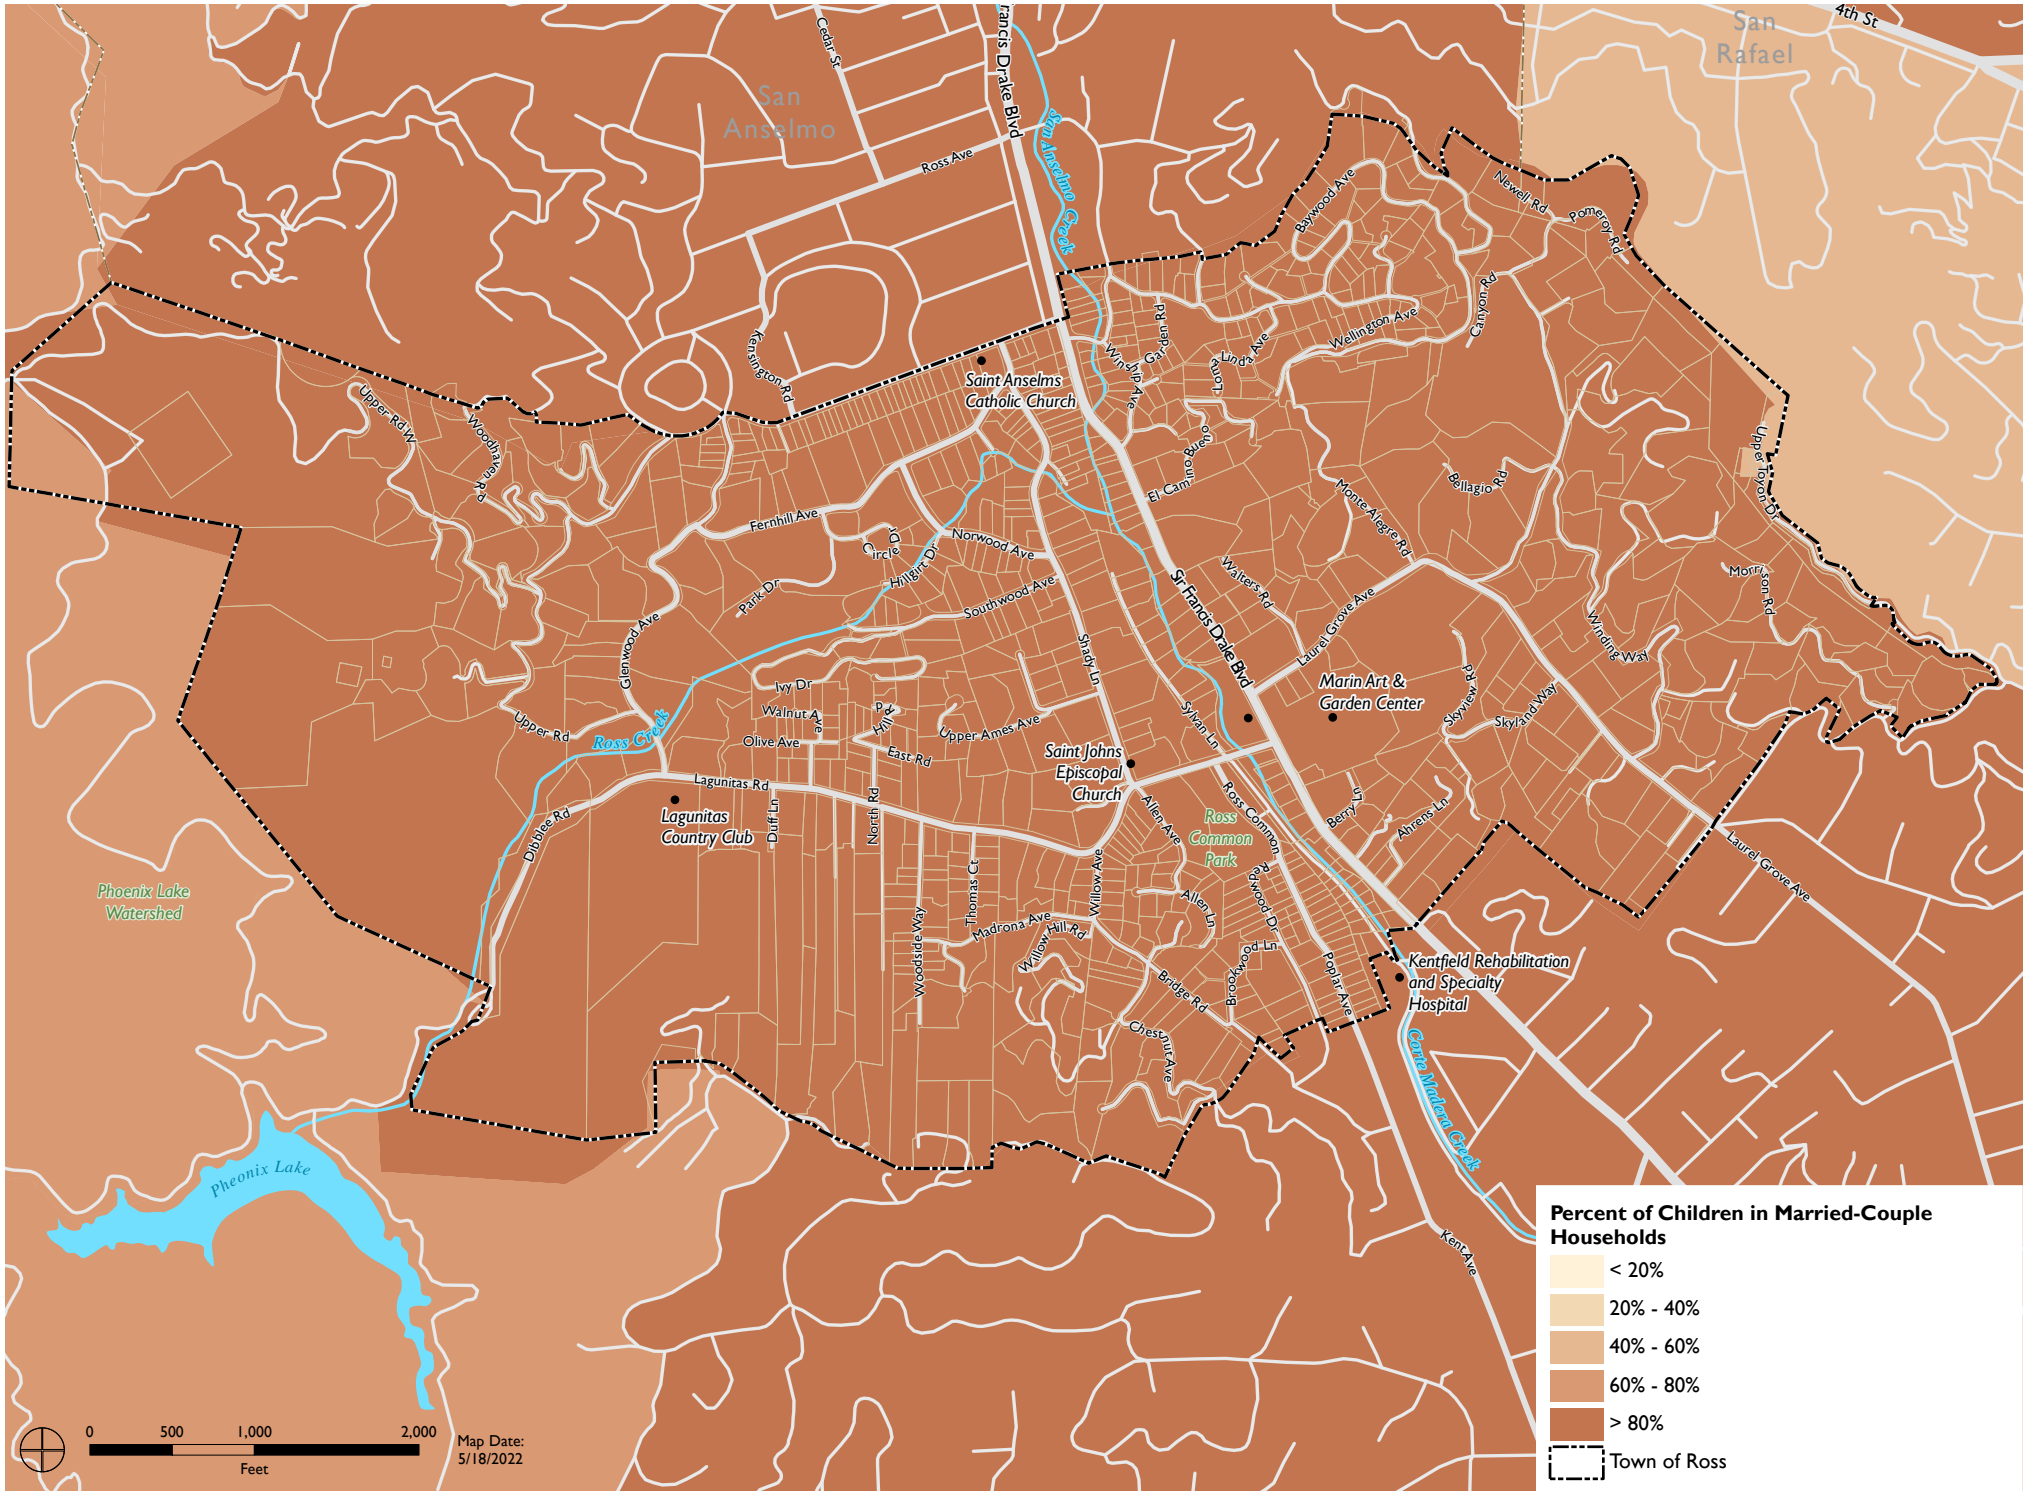 Cedar St
rancis Drake Blvd
4th St
San
Rafael
San
Anselmo
San Anselmo Creek
Ross Ave
Baywood Ave
Newell Rd
Pomeroy Rd
Canyon Rd
Kensington Rd
Garden Rd
Winship Ave
Loma Linda Ave
Wellington Ave
Saint Anselms
Catholic Church
Upper Rd W
Woodhaven Rd
El Camino Bueno
Bellagio Rd
Monte Alegre Rd
Upper Toyon Dr
Fernhill Ave
Circle Dr
Norwood Ave
Hillgirt Dr
Park Dr
Southwood Ave
Sir Francis Drake Blvd
Walters Rd
Laurel Grove Ave
Morrison Rd
Winding Way
Glenwood Ave
Shady Ln
Ivy Dr
Walnut Ave
Hill Rd
Upper Ames Ave
Sylvan Ln
Marin Art &
Garden Center
Skyview Rd
Skyland Way
Upper Rd
Ross Creek
Olive Ave
East Rd
Saint Johns
Episcopal
Church
Lagunitas Rd
Duff Ln
North Rd
Lagunitas
Country Club
Dibblee Rd
Allen Ave
Ross
Common
Park
Ross Common
Berry Ln
Ahrens Ln
Laurel Grove Ave
Phoenix Lake
Watershed
Woodside Way
Thomas Ct
Madrona Ave
Willow Ave
Willow Hill Rd
Allen Ln
Redwood Dr
Brookwood Ln
Bridge Rd
Poplar Ave
Kentfield Rehabilitation
and Specialty
Hospital
Chestnut Ave
Corte Madera Creek
Pheonix Lake
Kent Ave
Percent of Children in Married-Couple
Households
< 20%
20% - 40%
40% - 60%
60% - 80%
> 80%
Town of Ross
0 500 1,000 2,000
Feet
Map Date:
5/18/2022